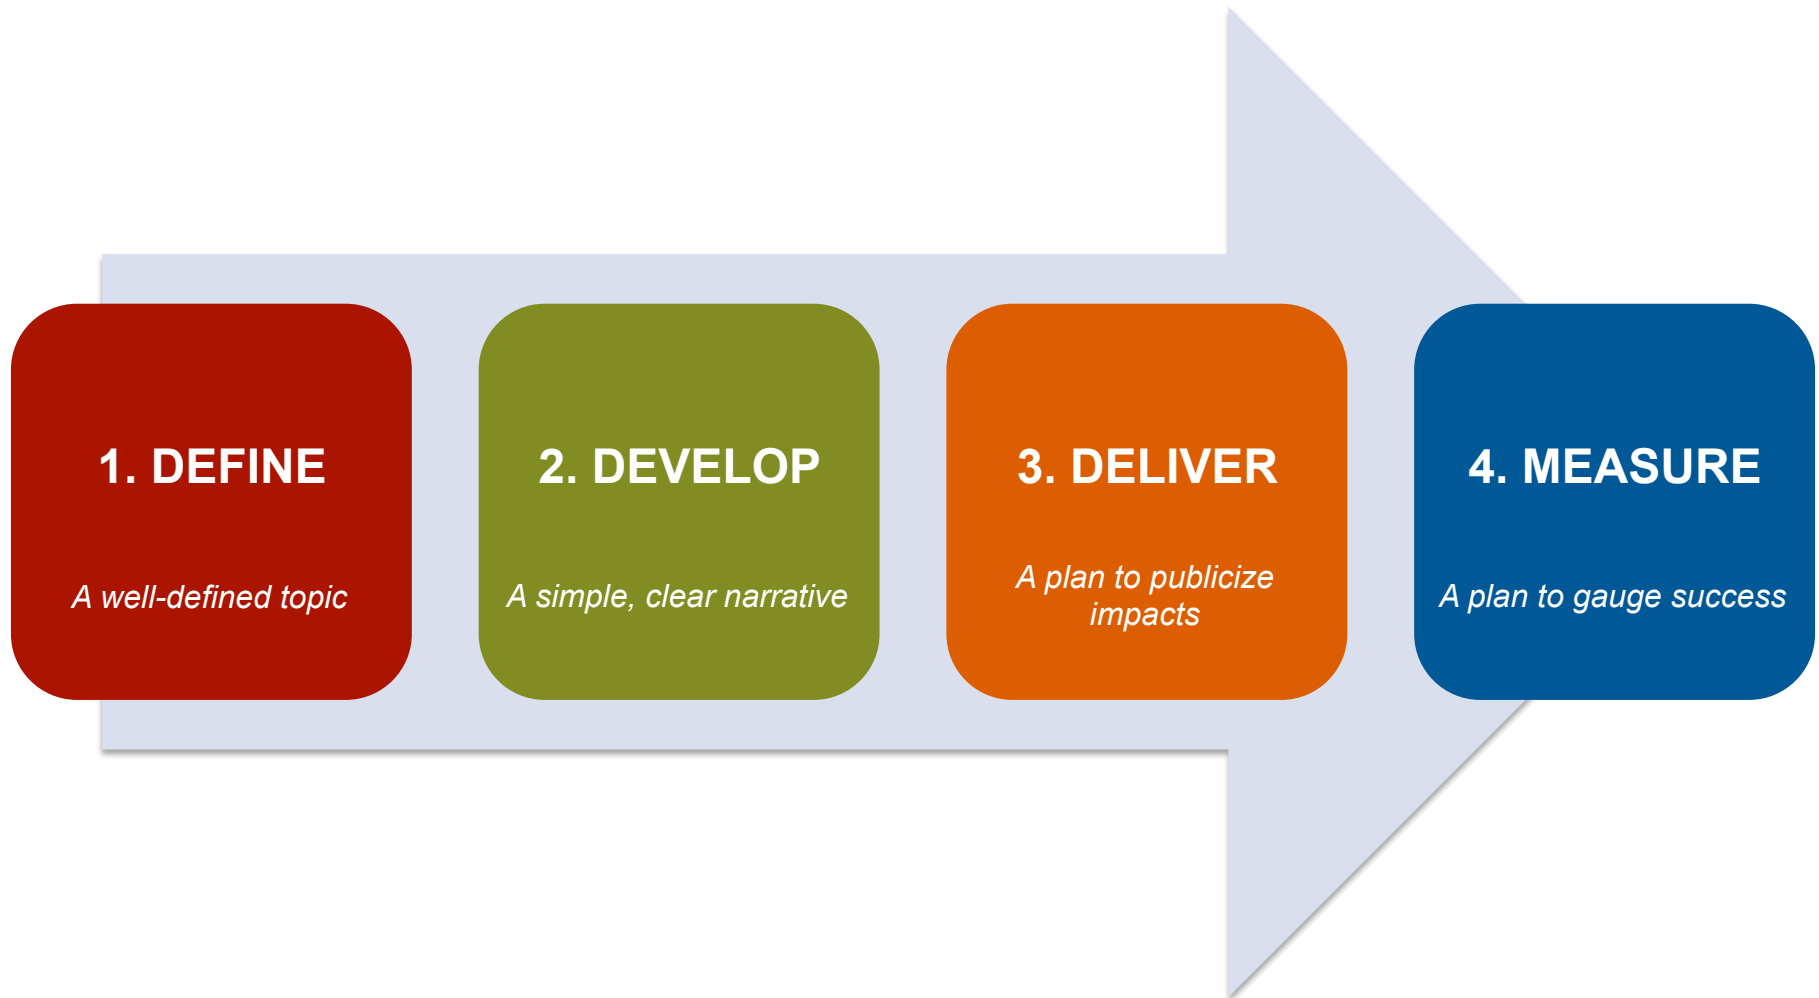 1. DEFINE
A well-defined topic
2. DEVELOP
A simple, clear narrative
3. DELIVER
A plan to publicize
impacts
4. MEASURE
A plan to gauge success